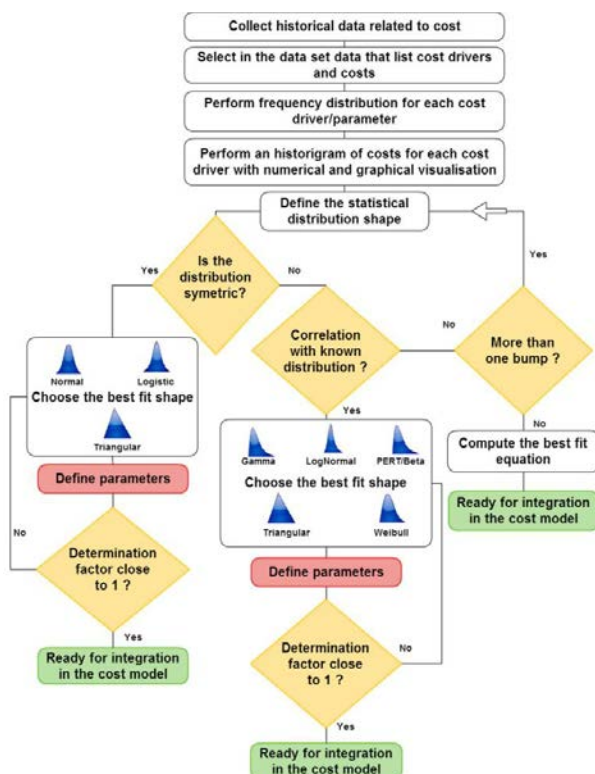 Collect historical data related to cost
Select in the data set data that list cost drivers
and costs
Perform frequency distribution for each cost
driver/parameter
Perform an historigram of costs for each cost
driver with numerical and graphical visualisation
Define the statistical
distribution shape
Yes
Is the
distribution
symetric?
No
Yes
Correlation
with known
distribution ?
No
More than
one bump ?
Normal
Logistic
Choose the best fit shape
Triangular
Yes
No
Gamma
LogNormal
PERT/Beta
Choose the best fit shape
Triangular
Weibull
Compute the best fit
equation
Ready for integration
in the cost model
Define parameters
No
Determination
factor close
to 1 ?
Yes
Ready for integration
in the cost model
Define parameters
Determination
factor close
to 1 ?
No
Yes
Ready for integration
in the cost model